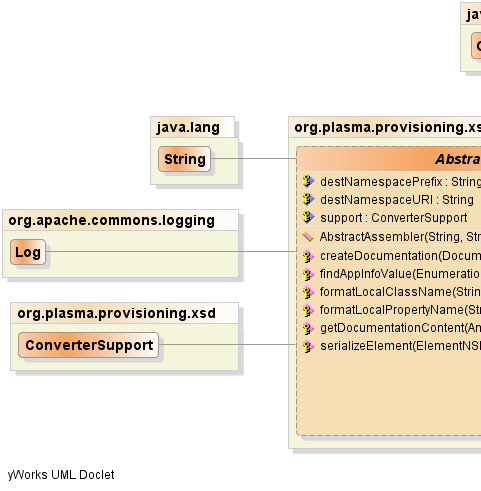 ja
java.lang
String
org.apache.commons.logging
Log
org.plasma.provisioning.xsd
ConverterSupport
org.plasma.provisioning.xs
Abstra
destNamespacePrefix : String
destNamespaceURI : String
support : ConverterSupport
AbstractAssembler(String, Str
createDocumentation(Docum
findAppInfoValue(Enumeratio
formatLocalClassName(Strin
formatLocalPropertyName(St
getDocumentationContent(An
serializeElement(ElementNSI
yWorks UML Doclet